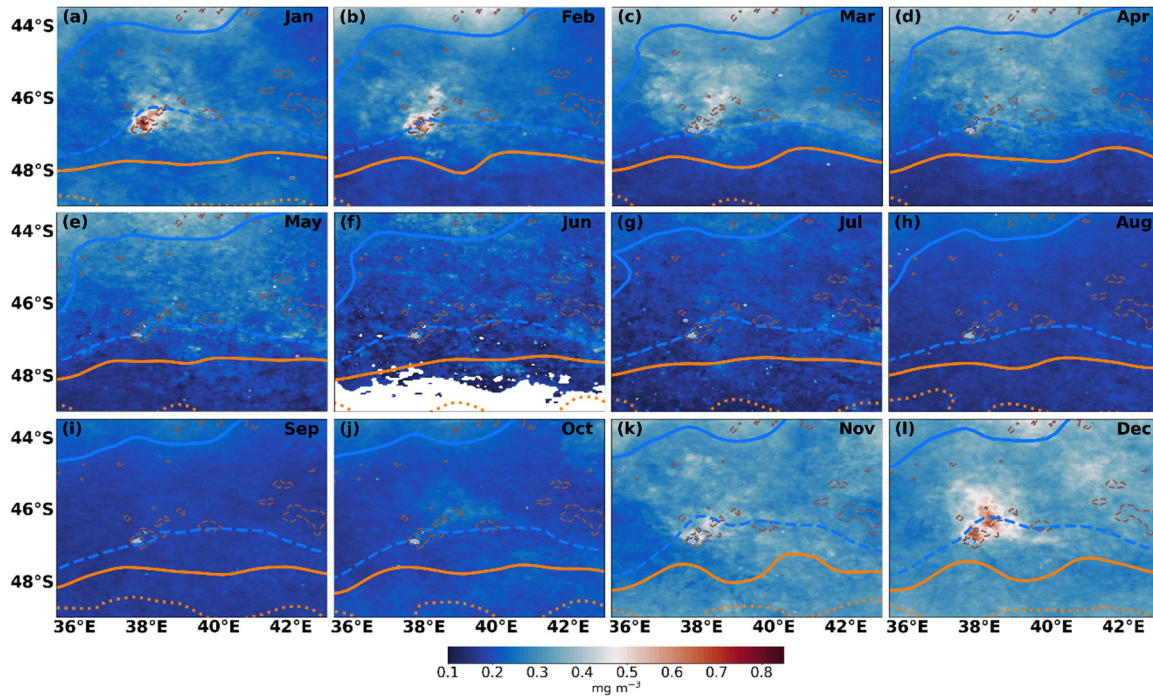 (a) Jan (b) Feb (c) Mar (d) Apr
44°S
46°S
48°S
(e) May (f) Jun (g) Jul (h) Aug
44°S
46°S
48°S
(i) Sep (j) Oct (k) Nov (l) Dec
44°S
46°S
48°S
36°E 38°E 40°E 42°E 36°E 38°E 40°E 42°E 36°E 38°E 40°E 42°E 36°E 38°E 40°E 42°E
0.1 0.2 0.3 0.4 0.5 0.6 0.7 0.8
mg m⁻³